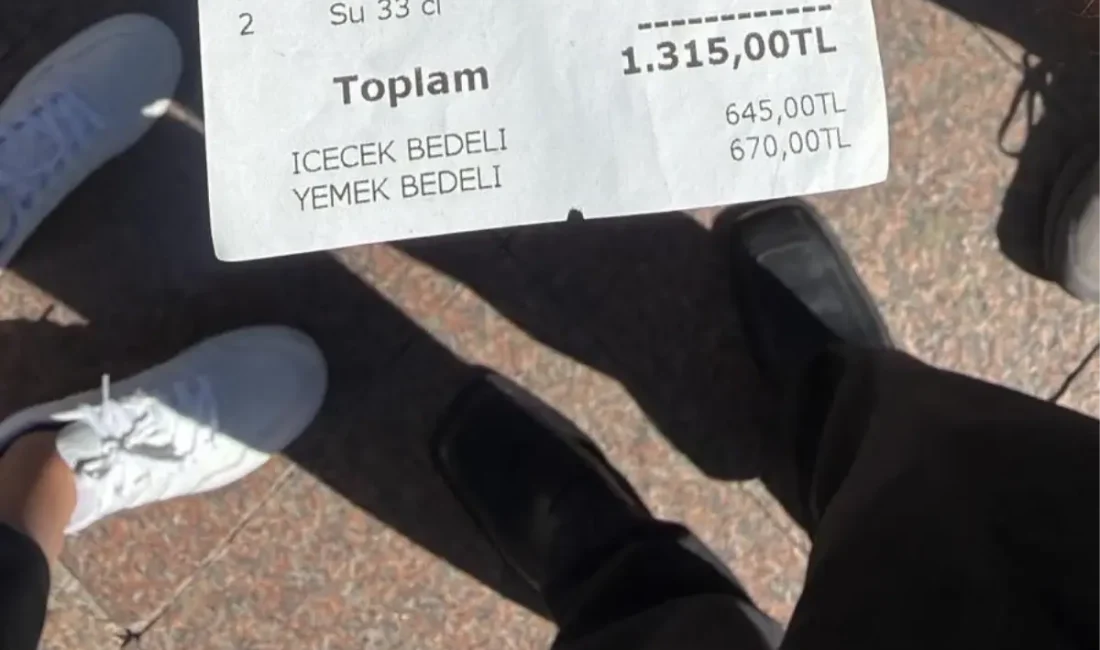 2 Su 33 cl
------------
Toplam 1.315,00TL
ICECEK BEDELI 645,00TL
YEMEK BEDELI 670,00TL